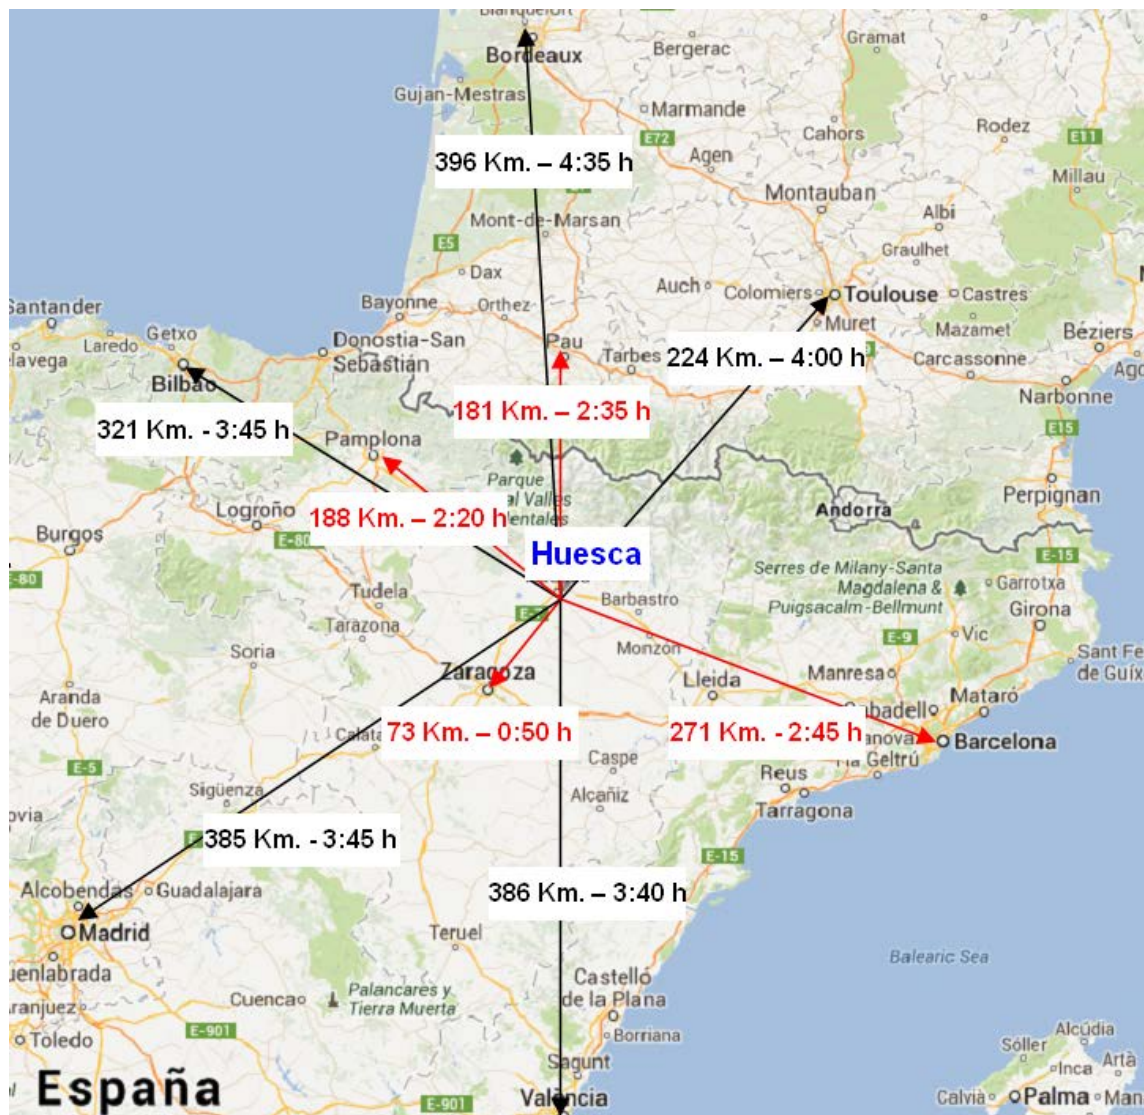 Blanquefort
Bordeaux
Bergerac
Gramat
Gujan-Mestras
Marmande
Cahors
Rodez
E11
E72
396 Km. – 4:35 h
Agen
Millau
Montauban
Mont-de-Marsan
Albi
E5
Graulhet
Dax
Auch
Colomiers
Toulouse
Castres
Santander
Bayonne
Orthez
Muret
Mazamet
Béziers
Laredo
Getxo
Donostia-San
Sebastián
Pau
Tarbes
224 Km. – 4:00 h
Carcassonne
Bilbao
Narbonne
181 Km. – 2:35 h
321 Km. - 3:45 h
Pamplona
E15
Parque
Perpignan
Logroño
188 Km. – 2:20 h
Andorra
Burgos
E-80
Huesca
E-15
E-80
Serres de Milany-Santa
Magdalena &
Puigsacalm-Bellmunt
Garrotxa
Tudela
Barbastro
Girona
Tarazona
Monzón
E-9
Vic
Soria
Sant Fe
de Guíx
Zaragoza
Lleida
Manresa
Aranda
de Duero
Mataró
73 Km. – 0:50 h
271 Km. - 2:45 h
Barcelona
E-5
Caspe
Reus
Sigüenza
Alcañiz
Tarragona
385 Km. - 3:45 h
E-15
Alcobendas
Guadalajara
386 Km. – 3:40 h
Madrid
Teruel
Balearic Sea
Castelló
de la Plana
Cuenca
Palancares y
Tierra Muerta
Toledo
E-901
Borriana
Alcúdia
Sóller
Sagunt
Inca
Artà
España
E-901
València
Calvià
Palma